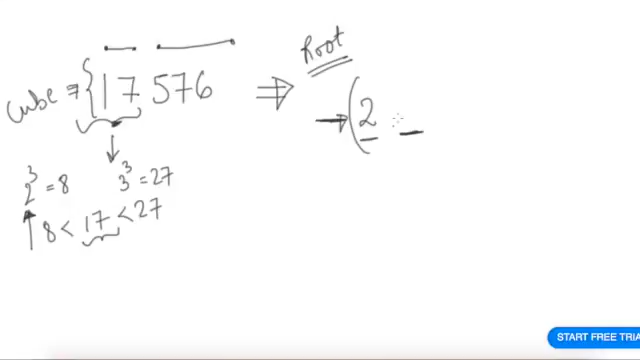 Root
Cube ⇒ { 17 576 ⇒ ( 2 _
2³ = 8 3³ = 27
8 < 17 < 27
START FREE TRIA